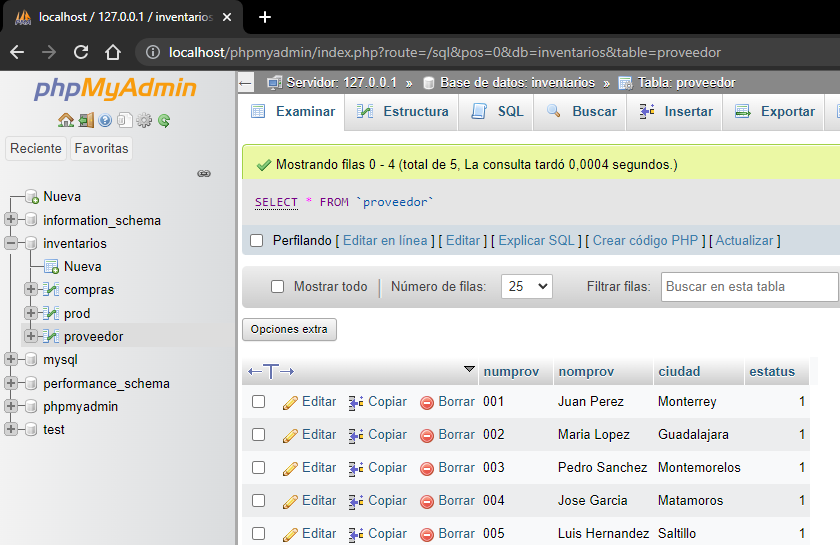 localhost / 127.0.0.1 / inventarios
localhost/phpmyadmin/index.php?route=/sql&pos=0&db=inventarios&table=proveedor
phpMyAdmin
Reciente Favoritas
Nueva
information_schema
inventarios
Nueva
compras
prod
proveedor
mysql
performance_schema
phpmyadmin
test
Servidor: 127.0.0.1 » Base de datos: inventarios » Tabla: proveedor
Examinar Estructura SQL Buscar Insertar Exportar
Mostrando filas 0 - 4 (total de 5, La consulta tardó 0,0004 segundos.)
SELECT * FROM `proveedor`
Perfilando [ Editar en línea ] [ Editar ] [ Explicar SQL ] [ Crear código PHP ] [ Actualizar ]
Mostrar todo | Número de filas: 25 Filtrar filas: Buscar en esta tabla
Opciones extra
←T→ numprov nomprov ciudad estatus
Editar Copiar Borrar 001 Juan Perez Monterrey 1
Editar Copiar Borrar 002 Maria Lopez Guadalajara 1
Editar Copiar Borrar 003 Pedro Sanchez Montemorelos 1
Editar Copiar Borrar 004 Jose Garcia Matamoros 1
Editar Copiar Borrar 005 Luis Hernandez Saltillo 1